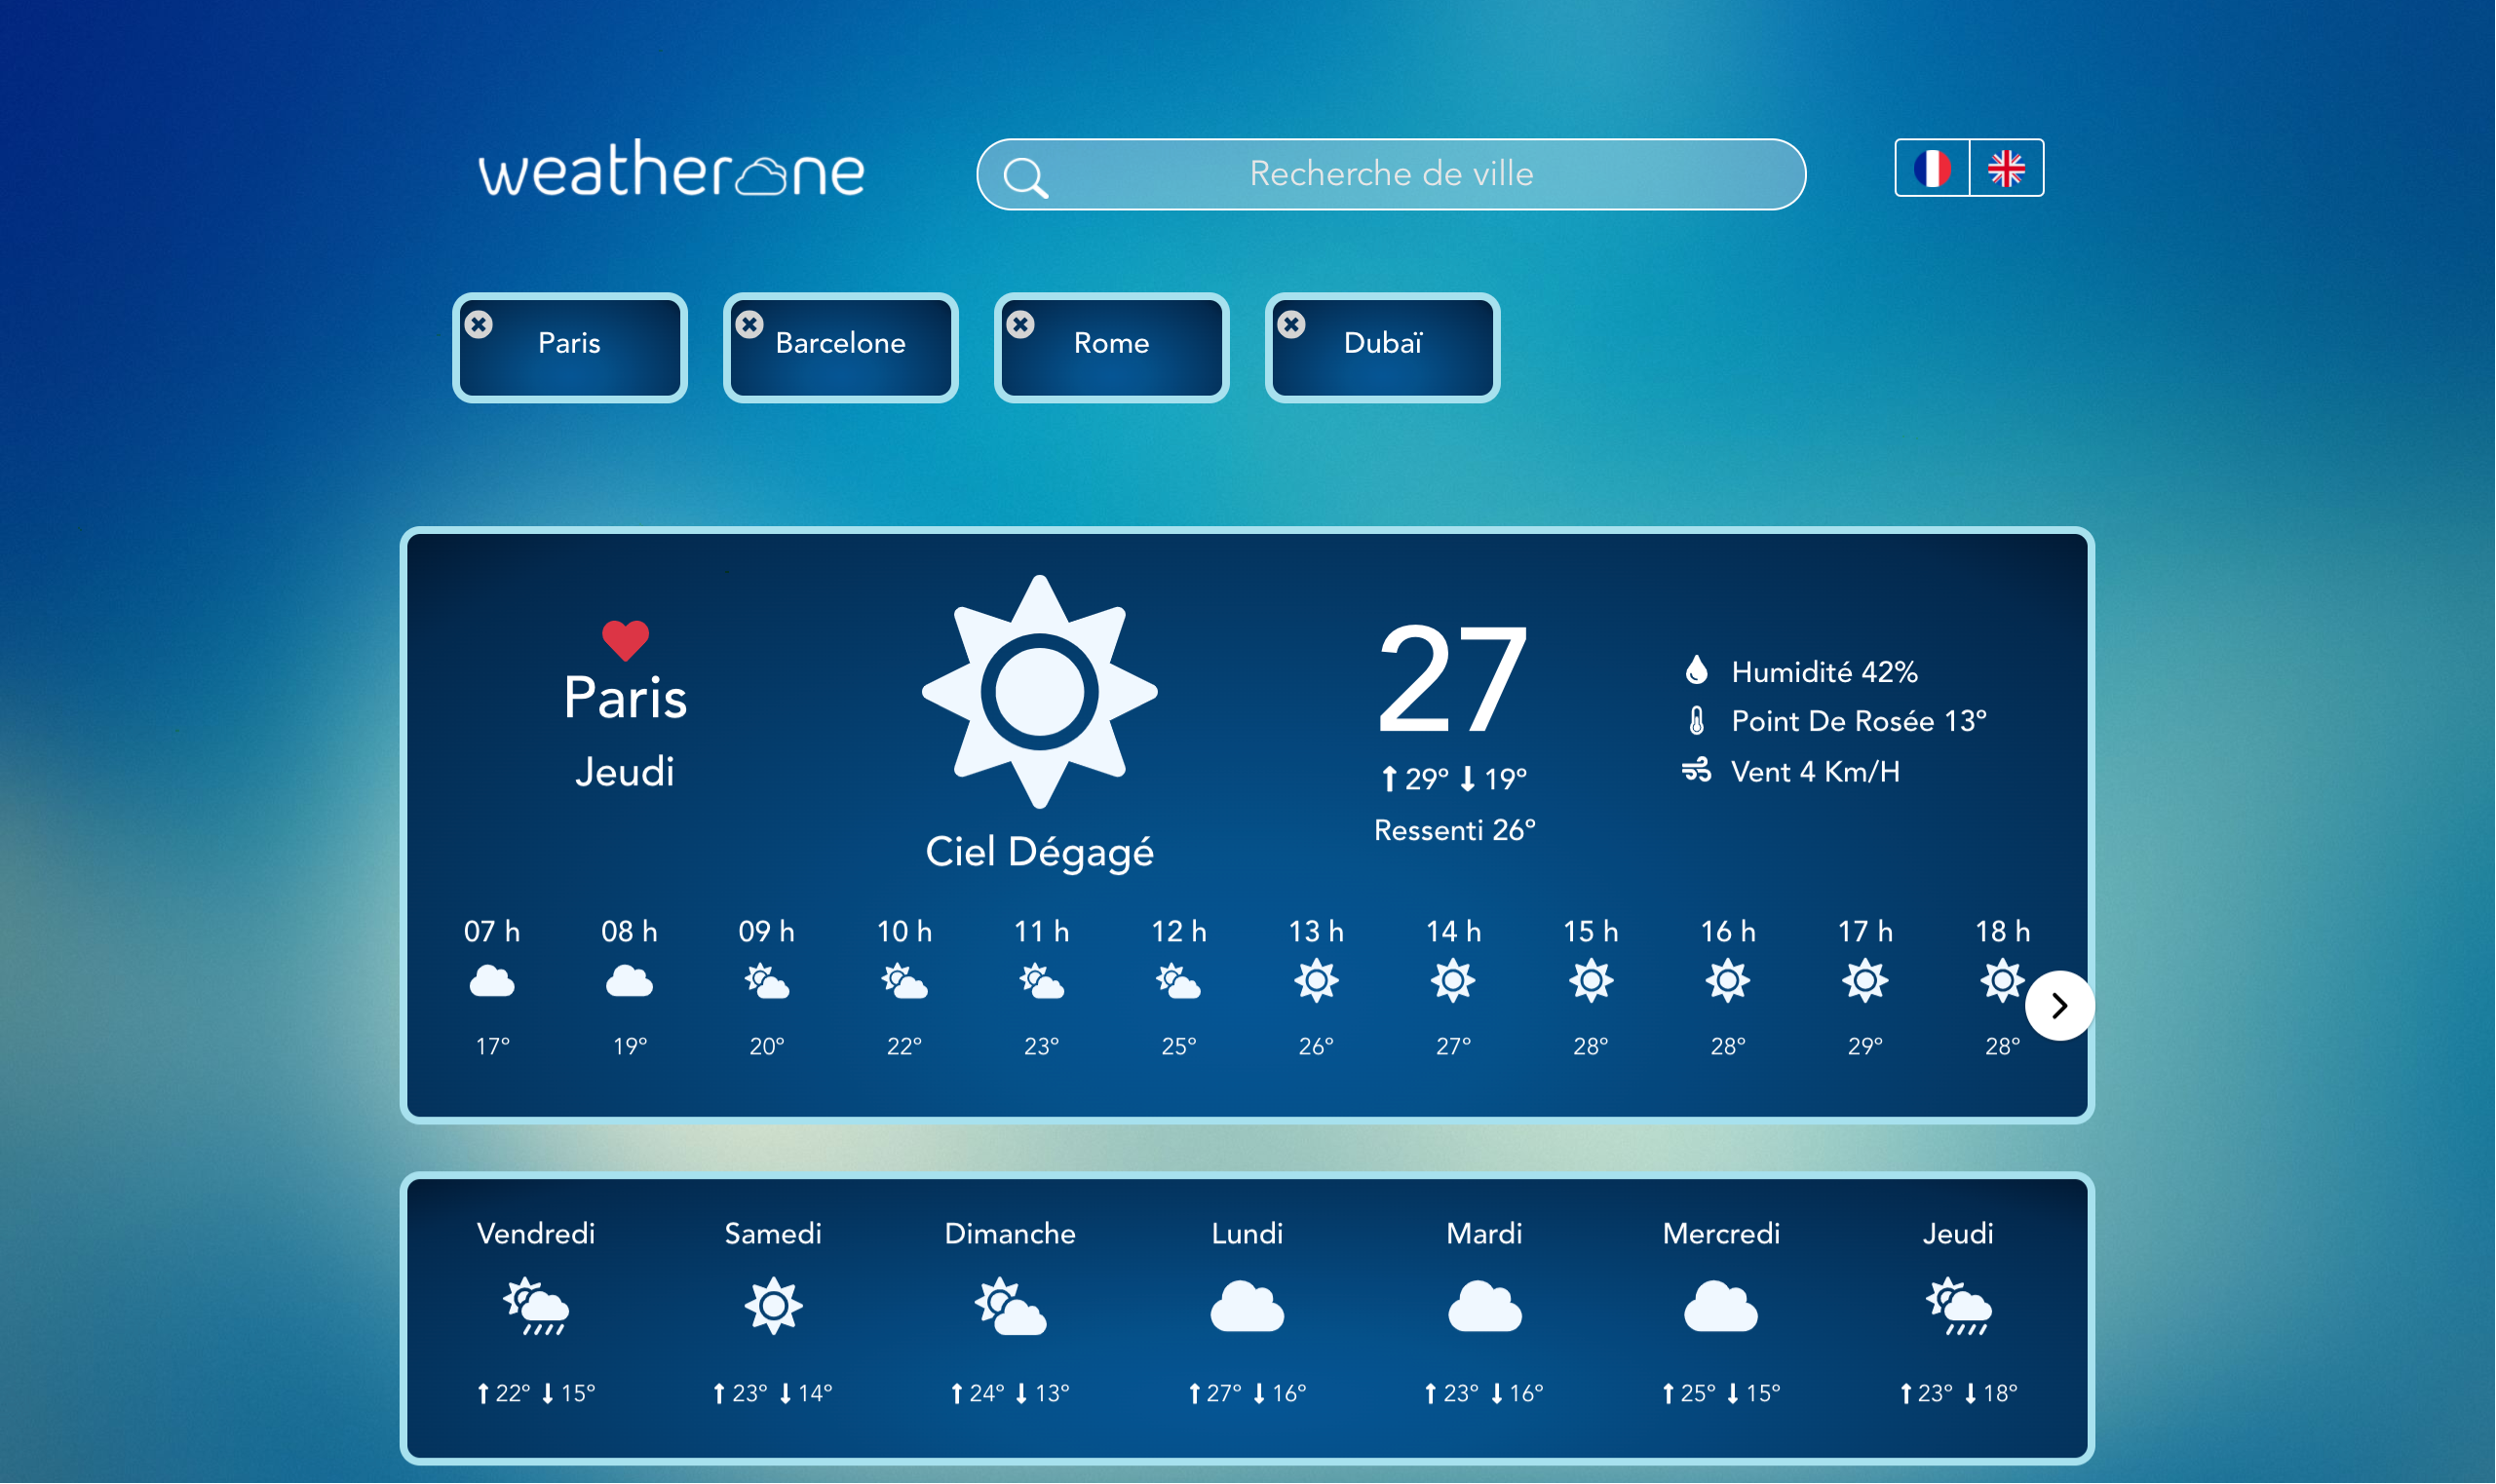 weatherone
Recherche de ville
Paris
Barcelone
Rome
Dubaï
Paris
Jeudi
Ciel Dégagé
27
29° 19°
Ressenti 26°
Humidité 42%
Point De Rosée 13°
Vent 4 Km/H
07 h 08 h 09 h 10 h 11 h 12 h 13 h 14 h 15 h 16 h 17 h 18 h
17° 19° 20° 22° 23° 25° 26° 27° 28° 28° 29° 28°
Vendredi Samedi Dimanche Lundi Mardi Mercredi Jeudi
22° 15° 23° 14° 24° 13° 27° 16° 23° 16° 25° 15° 23° 18°